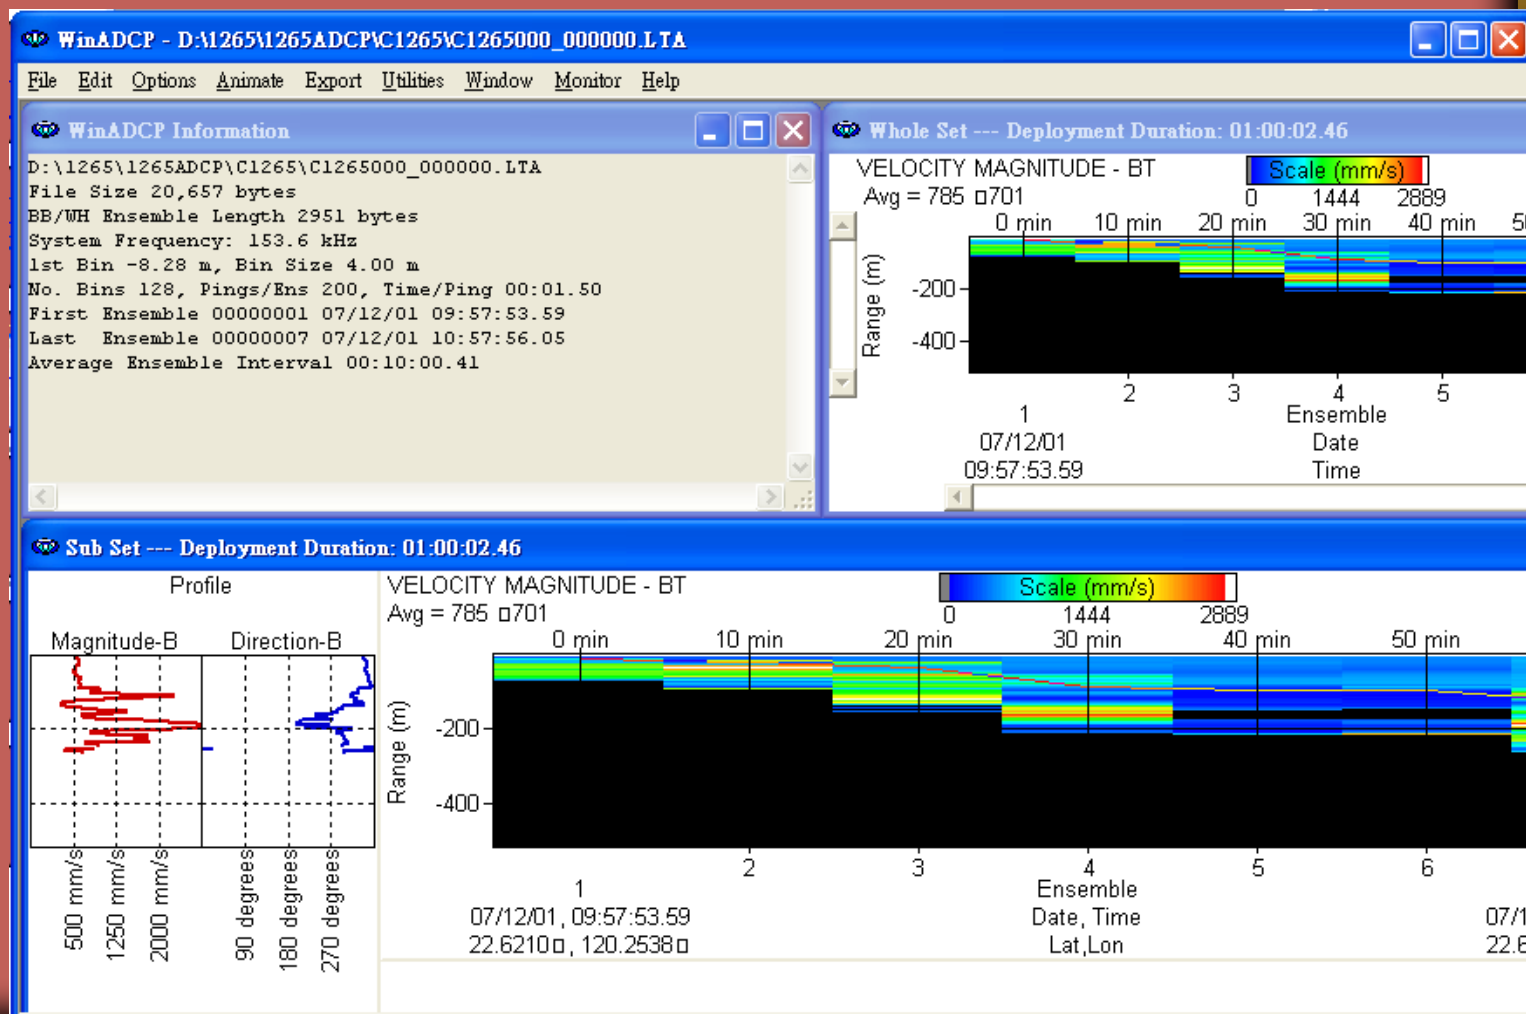 WinADCP - D:\1265\1265ADCP\C1265\C1265000_000000.LTA
File Edit Options Animate Export Utilities Window Monitor Help
WinADCP Information
D:\1265\1265ADCP\C1265\C1265000_000000.LTA
File Size 20,657 bytes
BB/WH Ensemble Length 2951 bytes
System Frequency: 153.6 kHz
1st Bin -8.28 m, Bin Size 4.00 m
No. Bins 128, Pings/Ens 200, Time/Ping 00:01.50
First Ensemble 00000001 07/12/01 09:57:53.59
Last Ensemble 00000007 07/12/01 10:57:56.05
Average Ensemble Interval 00:10:00.41
Whole Set --- Deployment Duration: 01:00:02.46
VELOCITY MAGNITUDE - BT
Scale (mm/s)
Avg = 785 □701
0 1444 2889
0 min 10 min 20 min 30 min 40 min 5
Range (m)
-200
-400
2 3 4 5
1 Ensemble
07/12/01 Date
09:57:53.59 Time
Sub Set --- Deployment Duration: 01:00:02.46
Profile
Magnitude-B Direction-B
500 mm/s
1250 mm/s
2000 mm/s
90 degrees
180 degrees
270 degrees
VELOCITY MAGNITUDE - BT
Scale (mm/s)
Avg = 785 □701
0 1444 2889
0 min 10 min 20 min 30 min 40 min 50 min
Range (m)
-200
-400
2 3 4 5 6
1 Ensemble
07/12/01, 09:57:53.59 Date, Time 07/1
22.6210□, 120.2538□ Lat,Lon 22.6